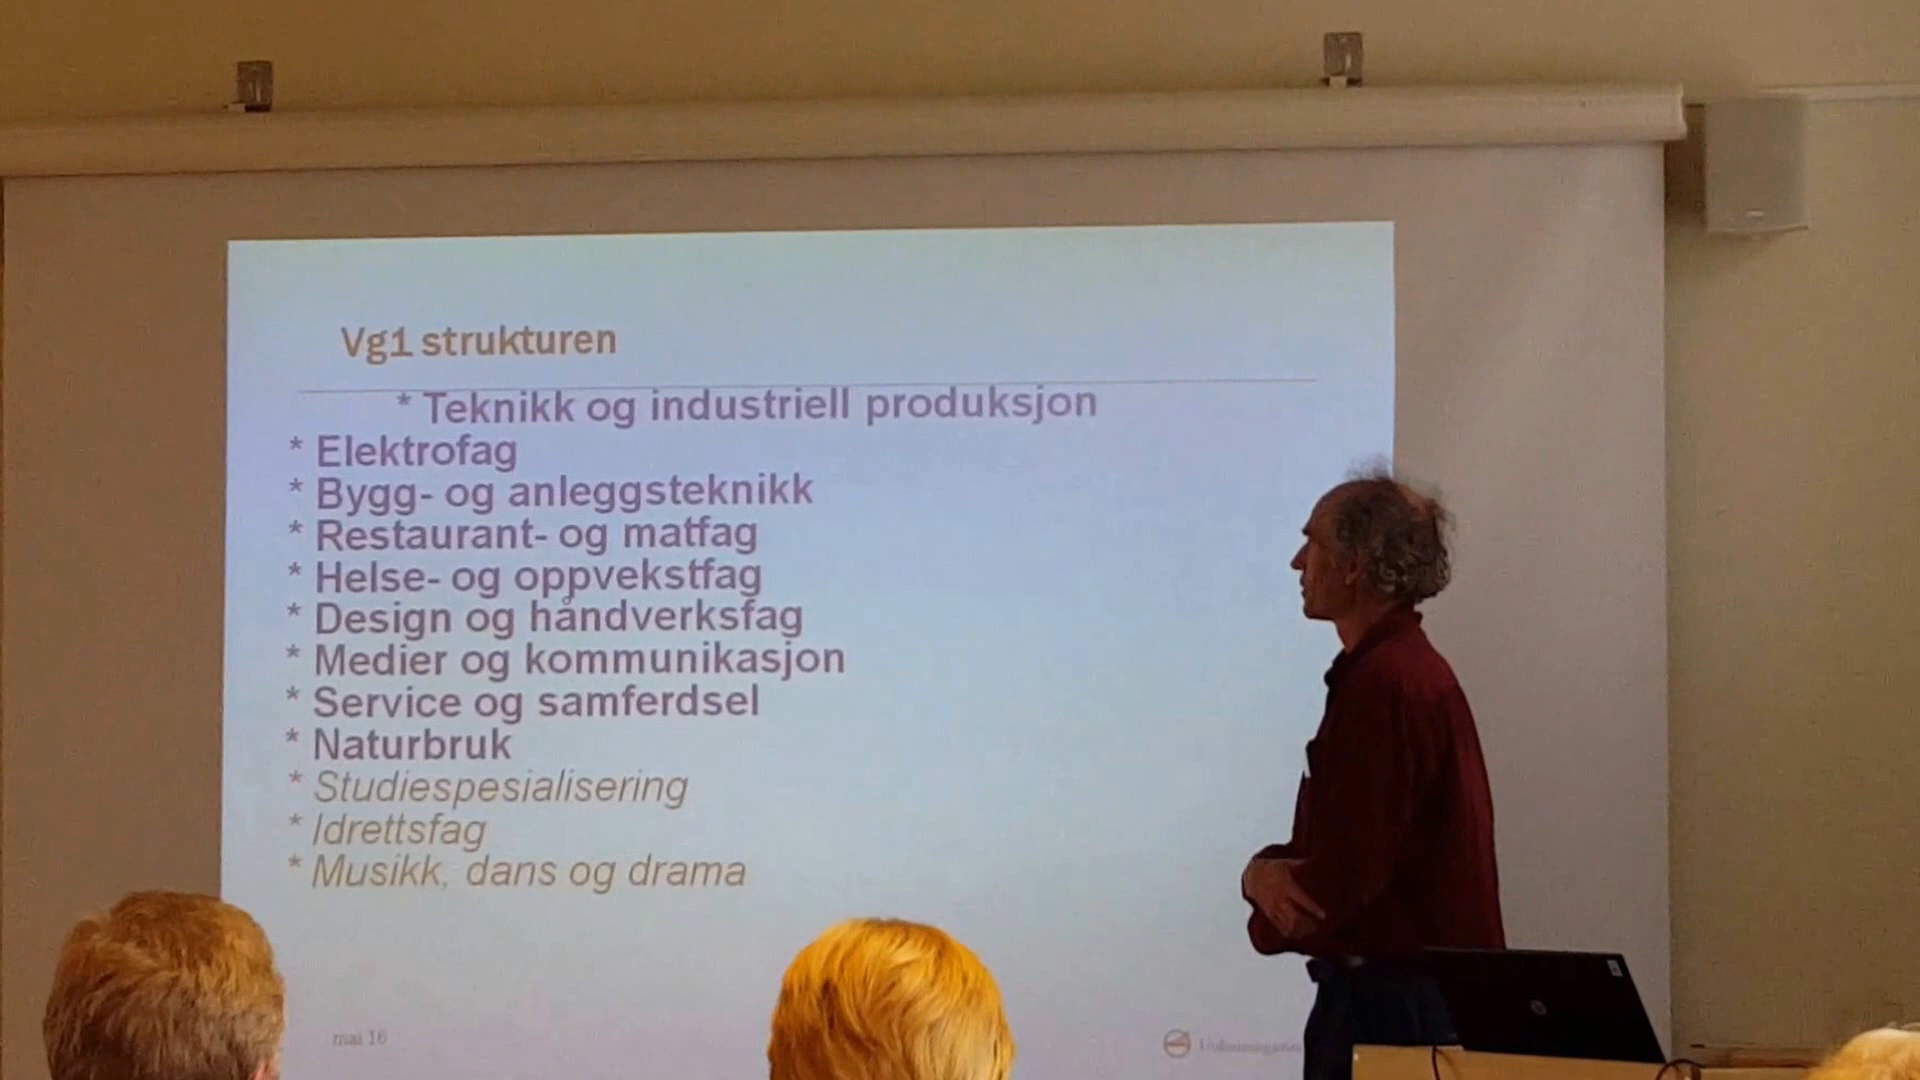 Vg1 strukturen
* Teknikk og industriell produksjon
* Elektrofag
* Bygg- og anleggsteknikk
* Restaurant- og matfag
* Helse- og oppvekstfag
* Design og håndverksfag
* Medier og kommunikasjon
* Service og samferdsel
* Naturbruk
* Studiespesialisering
* Idrettsfag
* Musikk, dans og drama
mai 16